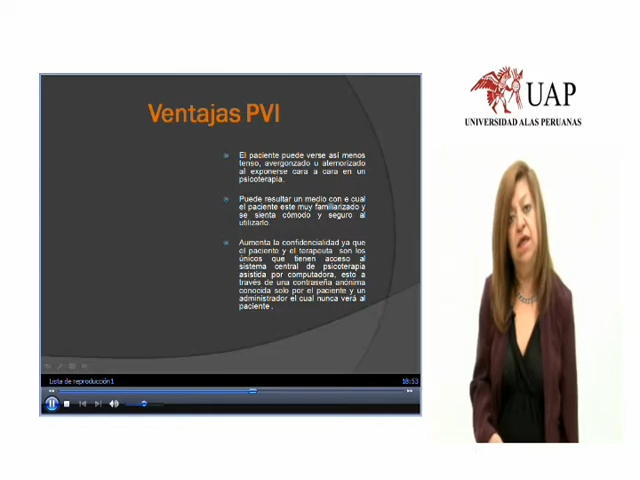 UAP
UNIVERSIDAD ALAS PERUANAS
Ventajas PVI
El paciente puede verse así menos
tenso, avergonzado u atemorizado
al exponerse cara a cara en un
psicoterapia.
Puede resultar un medio con e cual
el paciente este muy familiarizado y
se sienta cómodo y seguro al
utilizarlo.
Aumenta la confidencialidad ya que
el paciente y el terapeuta son los
únicos que tienen acceso al
sistema central de psicoterapia
asistida por computadora, esto a
través de una contraseña anónima
conocida solo por el paciente y un
administrador el cual nunca verá al
paciente .
Lista de reproducción1
18:53